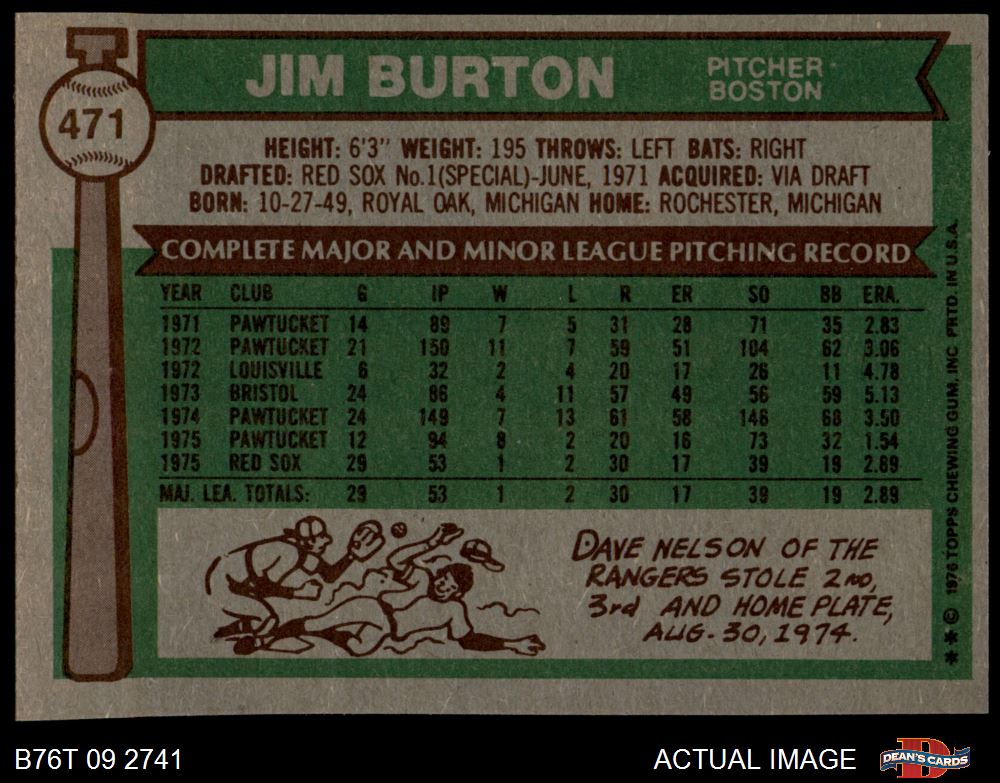 471
JIM BURTON
PITCHER·
BOSTON
HEIGHT: 6'3" WEIGHT: 195 THROWS: LEFT BATS: RIGHT
DRAFTED: RED SOX No.1(SPECIAL)-JUNE, 1971 ACQUIRED: VIA DRAFT
BORN: 10-27-49, ROYAL OAK, MICHIGAN HOME: ROCHESTER, MICHIGAN
COMPLETE MAJOR AND MINOR LEAGUE PITCHING RECORD
YEAR CLUB G IP W L R ER SO BB ERA.
1971 PAWTUCKET 14 89 7 5 31 28 71 35 2.83
1972 PAWTUCKET 21 150 11 7 59 51 104 62 3.06
1972 LOUISVILLE 6 32 2 4 20 17 26 11 4.78
1973 BRISTOL 24 86 4 11 57 49 56 59 5.13
1974 PAWTUCKET 24 149 7 13 61 58 146 68 3.50
1975 PAWTUCKET 12 94 8 2 20 16 73 32 1.54
1975 RED SOX 29 53 1 2 30 17 39 19 2.89
MAJ. LEA. TOTALS: 29 53 1 2 30 17 39 19 2.89
DAVE NELSON OF THE
RANGERS STOLE 2ND,
3rd AND HOME PLATE,
AUG. 30, 1974.
** © 1976 TOPPS CHEWING GUM, INC PRTD. IN U.S.A.
B76T 09 2741
ACTUAL IMAGE
D
DEAN'S CARDS